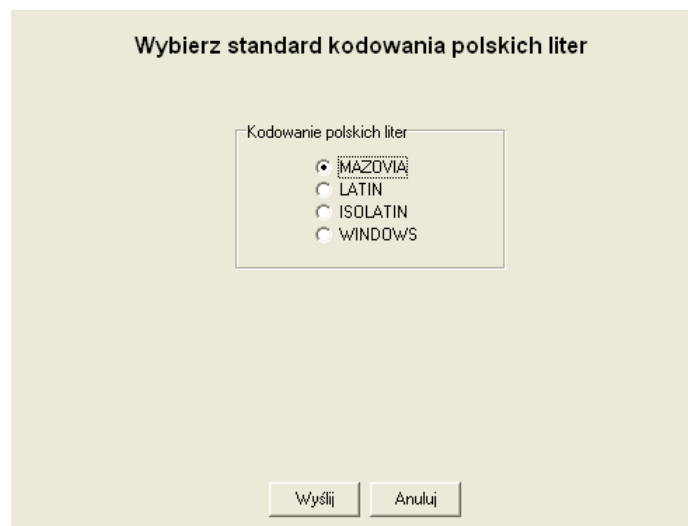 Wybierz standard kodowania polskich liter
Kodowanie polskich liter
MAZOVIA
LATIN
ISOLATIN
WINDOWS
Wyślij Anuluj